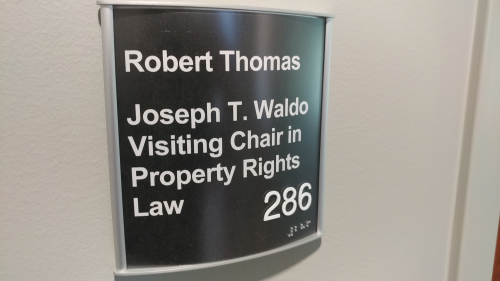 Robert Thomas
Joseph T. Waldo
Visiting Chair in
Property Rights
Law
286